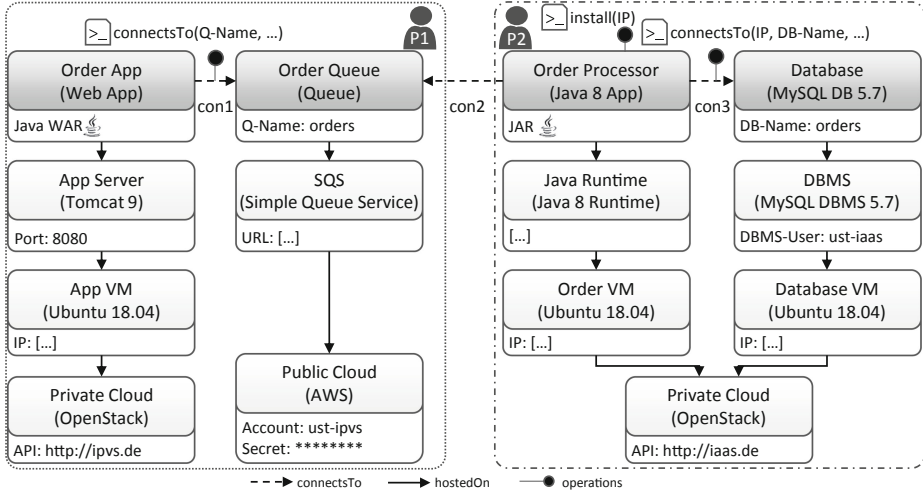 >_ connectsTo(Q-Name, ...)
P1
Order App
(Web App)
Java WAR
con1
Order Queue
(Queue)
Q-Name: orders
App Server
(Tomcat 9)
Port: 8080
SQS
(Simple Queue Service)
URL: [...]
App VM
(Ubuntu 18.04)
IP: [...]
Private Cloud
(OpenStack)
API: http://ipvs.de
Public Cloud
(AWS)
Account: ust-ipvs
Secret: ********
con2
P2
>_ install(IP)
>_ connectsTo(IP, DB-Name, ...)
Order Processor
(Java 8 App)
JAR
con3
Database
(MySQL DB 5.7)
DB-Name: orders
Java Runtime
(Java 8 Runtime)
[...]
DBMS
(MySQL DBMS 5.7)
DBMS-User: ust-iaas
Order VM
(Ubuntu 18.04)
IP: [...]
Database VM
(Ubuntu 18.04)
IP: [...]
Private Cloud
(OpenStack)
API: http://iaas.de
connectsTo
hostedOn
operations